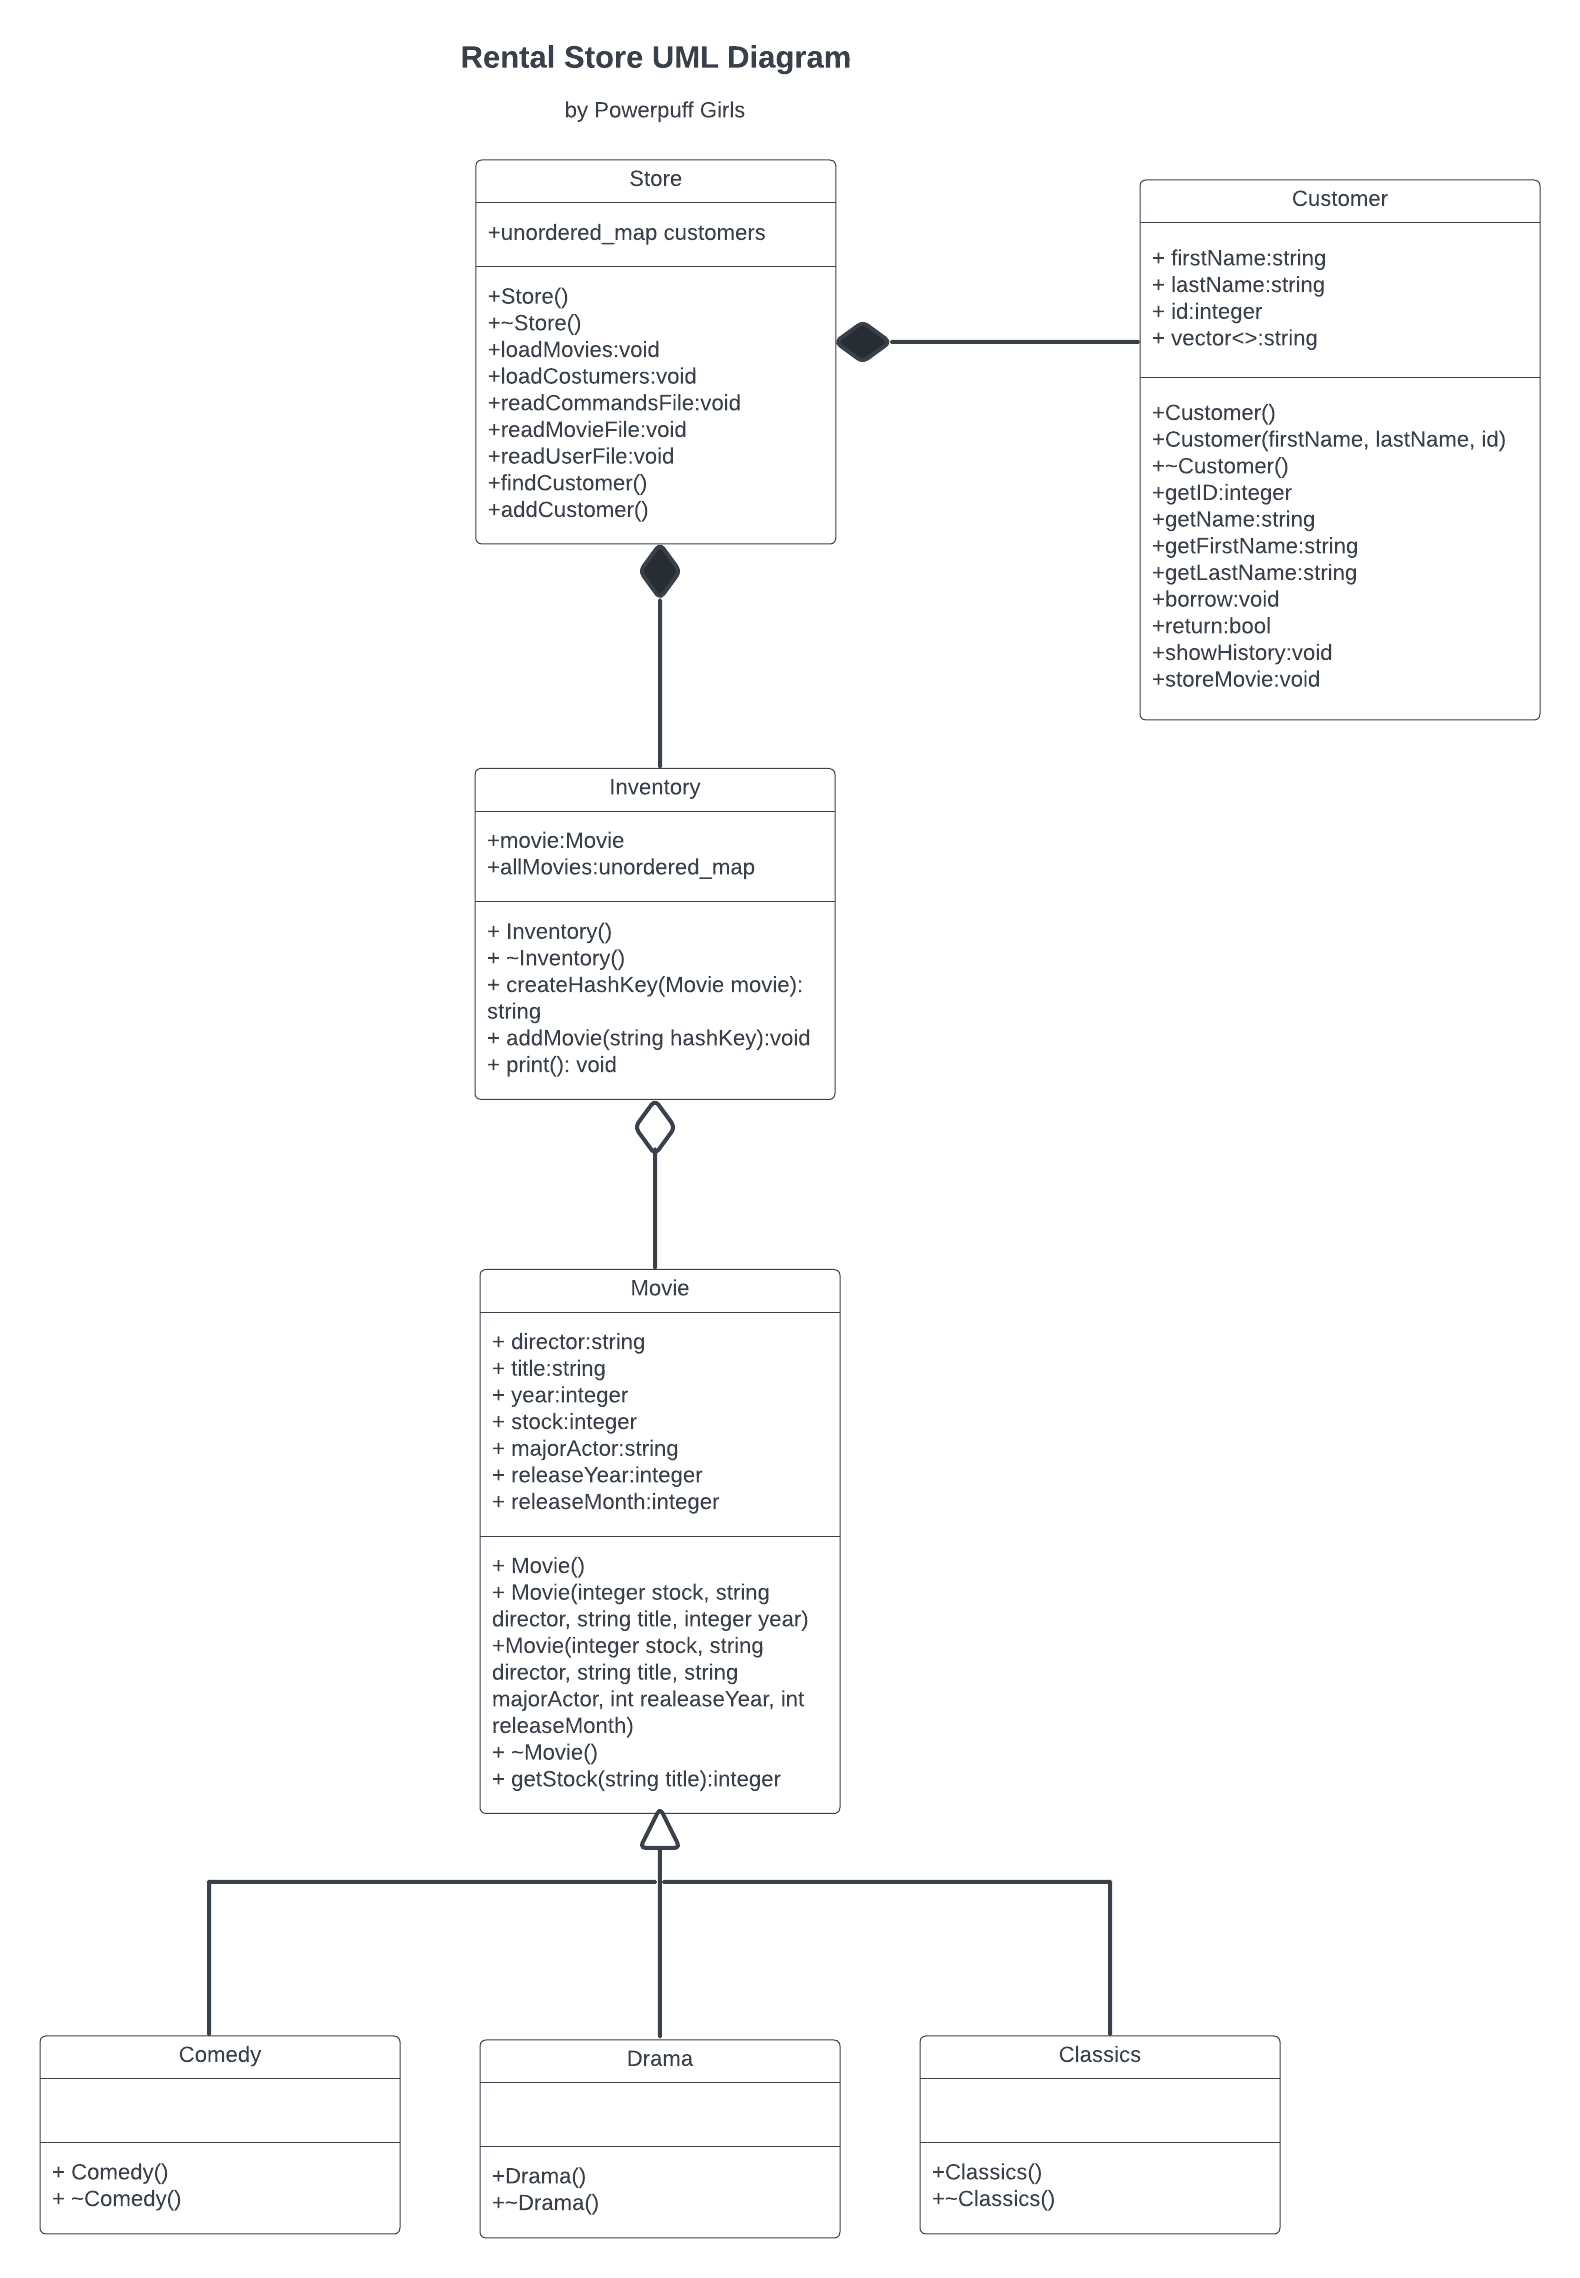 Rental Store UML Diagram
by Powerpuff Girls
Store
+unordered_map customers
+Store()
+~Store()
+loadMovies:void
+loadCostumers:void
+readCommandsFile:void
+readMovieFile:void
+readUserFile:void
+findCustomer()
+addCustomer()
Customer
+ firstName:string
+ lastName:string
+ id:integer
+ vector<>:string
+Customer()
+Customer(firstName, lastName, id)
+~Customer()
+getID:integer
+getName:string
+getFirstName:string
+getLastName:string
+borrow:void
+return:bool
+showHistory:void
+storeMovie:void
Inventory
+movie:Movie
+allMovies:unordered_map
+ Inventory()
+ ~Inventory()
+ createHashKey(Movie movie):
string
+ addMovie(string hashKey):void
+ print(): void
Movie
+ director:string
+ title:string
+ year:integer
+ stock:integer
+ majorActor:string
+ releaseYear:integer
+ releaseMonth:integer
+ Movie()
+ Movie(integer stock, string
director, string title, integer year)
+Movie(integer stock, string
director, string title, string
majorActor, int realeaseYear, int
releaseMonth)
+ ~Movie()
+ getStock(string title):integer
Comedy
+ Comedy()
+ ~Comedy()
Drama
+Drama()
+~Drama()
Classics
+Classics()
+~Classics()